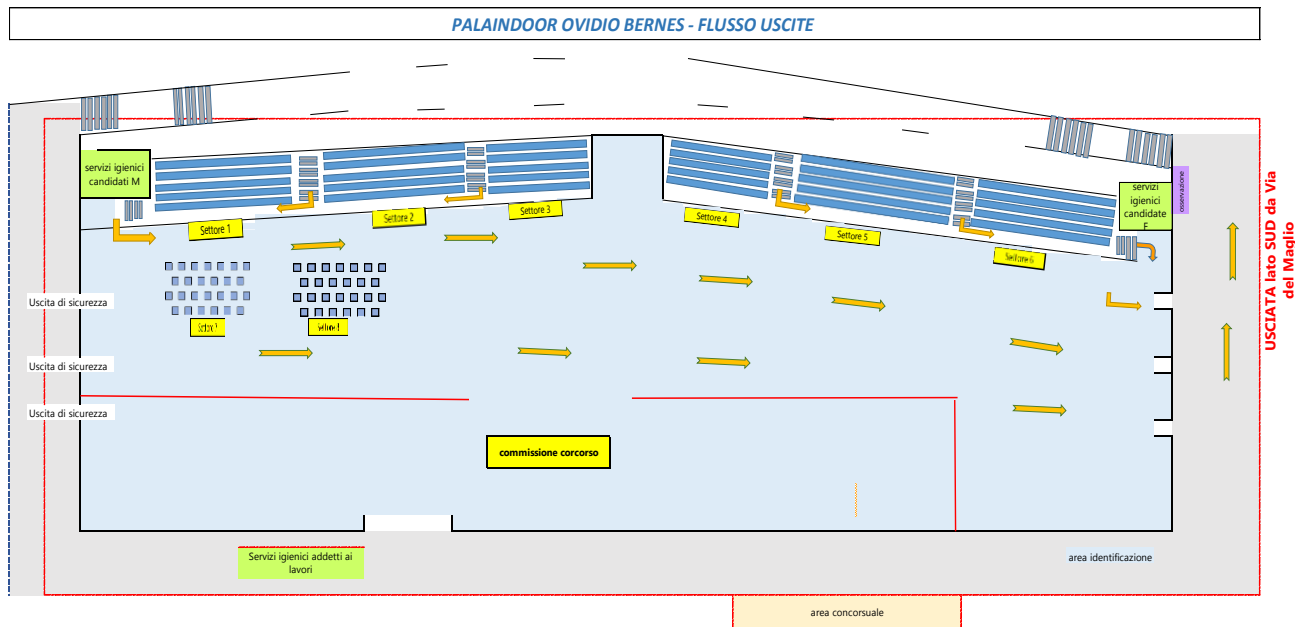 PALAINDOOR OVIDIO BERNES - FLUSSO USCITE
servizi igienici
candidati M
Settore 1
Settore 2
Settore 3
Settore 4
Settore 5
Settore 6
servizi
igienici
candidate
F
osservazione
USCIATA lato SUD da Via
del Maglio
Uscita di sicurezza
Uscita di sicurezza
Uscita di sicurezza
Settore
Settore
commissione corcorso
Servizi igienici addetti ai
lavori
area identificazione
area concorsuale